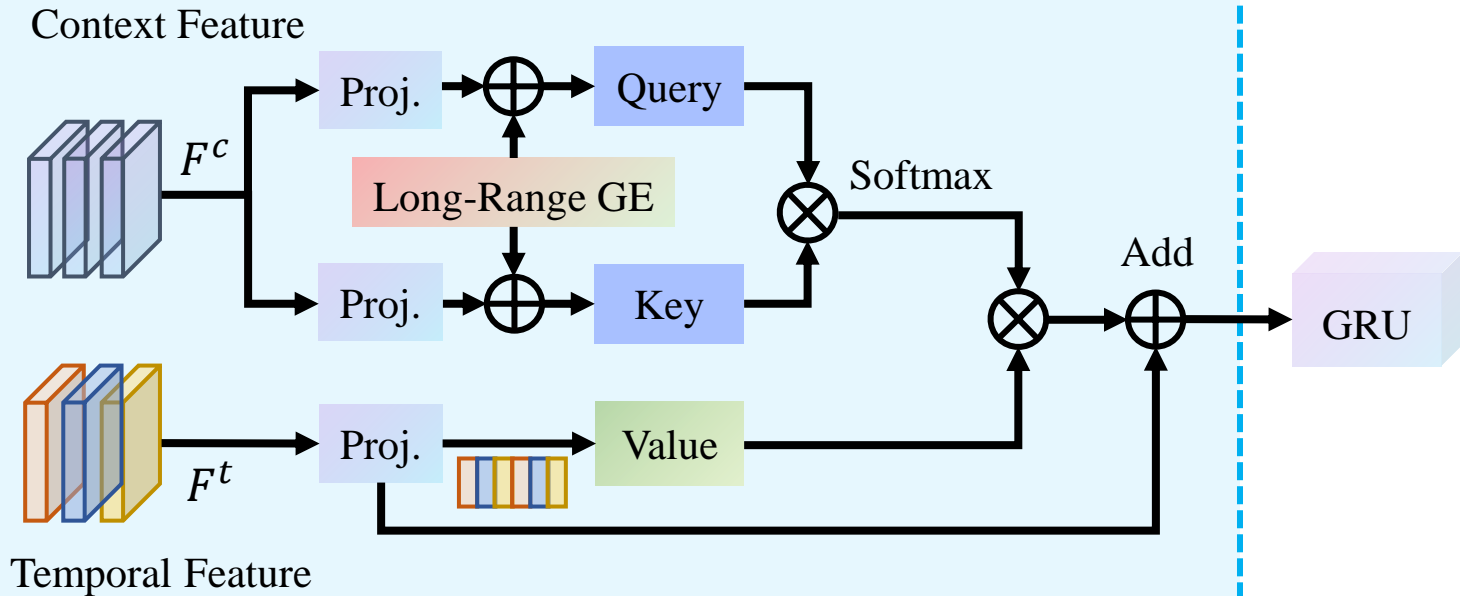 Context Feature
Proj.
Query
F^c
Long-Range GE
Softmax
Proj.
Key
Add
GRU
F^t
Proj.
Value
Temporal Feature